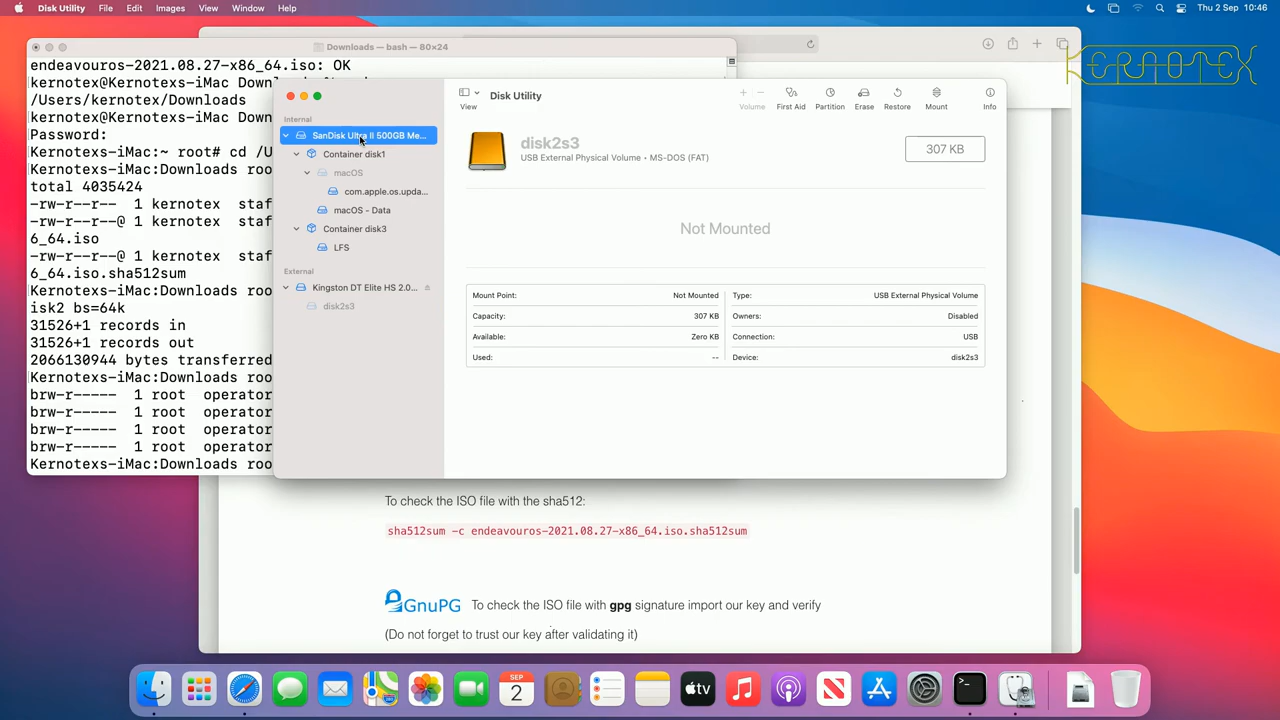 Disk Utility File Edit Images View Window Help
Thu 2 Sep 10:46
KERNOTEX
Downloads — bash — 80×24
endeavouros-2021.08.27-x86_64.iso: OK
kernotex@Kernotexs-iMac Downloads
/Users/kernotex/Downloads
Password:
Kernotexs-iMac:~ root# cd /U
Kernotexs-iMac:Downloads roo
total 4035424
-rw-r--r-- 1 kernotex staf
-rw-r--r--@ 1 kernotex staf
6_64.iso
-rw-r--r--@ 1 kernotex staf
6_64.iso.sha512sum
Kernotexs-iMac:Downloads roo
isk2 bs=64k
31526+1 records in
31526+1 records out
2066130944 bytes transferred
Kernotexs-iMac:Downloads roo
brw-r----- 1 root operator
brw-r----- 1 root operator
brw-r----- 1 root operator
brw-r----- 1 root operator
Kernotexs-iMac:Downloads roo
View
Disk Utility
Volume First Aid Partition Erase Restore Mount Info
Internal
SanDisk Ultra II 500GB Me...
Container disk1
macOS
com.apple.os.upda...
macOS - Data
Container disk3
LFS
External
Kingston DT Elite HS 2.0...
disk2s3
disk2s3
USB External Physical Volume • MS-DOS (FAT)
307 KB
Not Mounted
Mount Point: Not Mounted
Capacity: 307 KB
Available: Zero KB
Used: --
Type: USB External Physical Volume
Owners: Disabled
Connection: USB
Device: disk2s3
To check the ISO file with the sha512:
sha512sum -c endeavouros-2021.08.27-x86_64.iso.sha512sum
GnuPG To check the ISO file with gpg signature import our key and verify
(Do not forget to trust our key after validating it)
SEP
2
tv